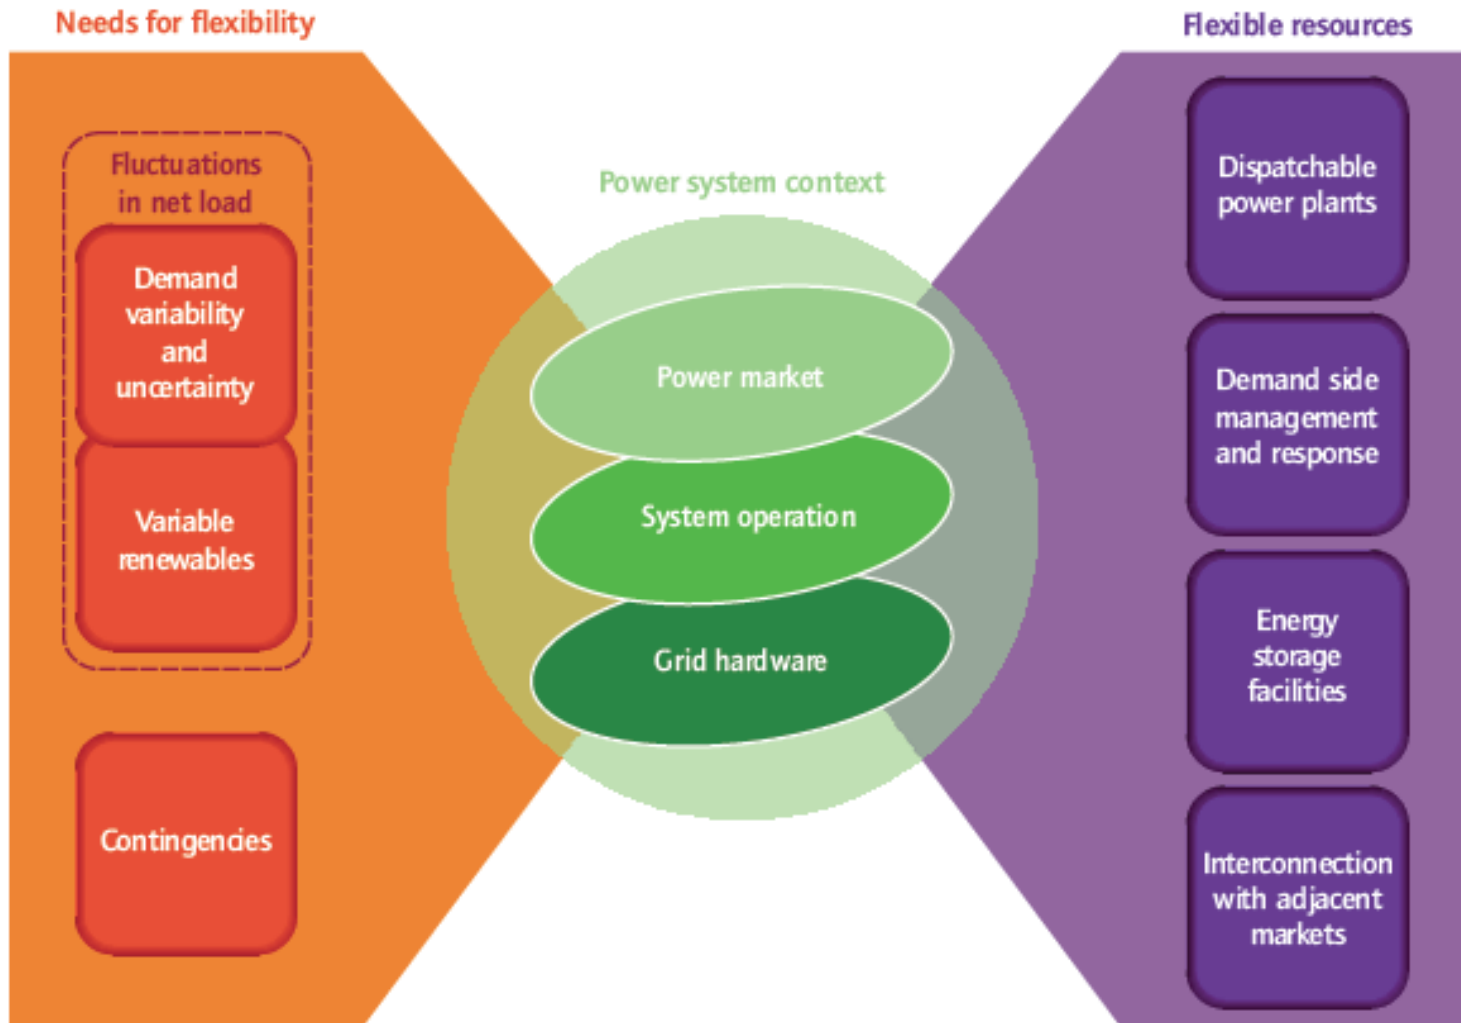 Needs for flexibility
Fluctuations
in net load
Demand
variability
and
uncertainty
Variable
renewables
Contingencies
Power system context
Power market
System operation
Grid hardware
Flexible resources
Dispatchable
power plants
Demand side
management
and response
Energy
storage
facilities
Interconnection
with adjacent
markets